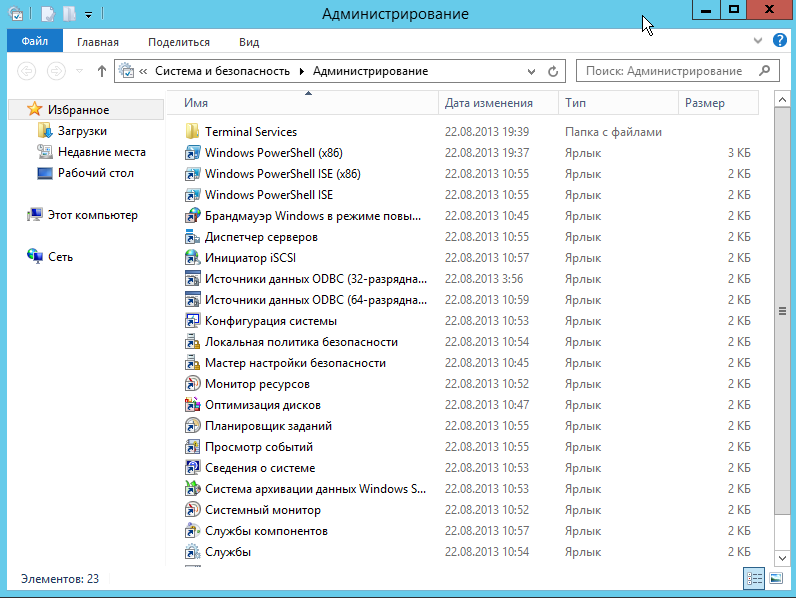 Администрирование
Файл Главная Поделиться Вид
« Система и безопасность Администрирование Поиск: Администрирование
Имя Дата изменения Тип Размер
Избранное
Загрузки
Недавние места
Рабочий стол
Этот компьютер
Сеть
Terminal Services 22.08.2013 19:39 Папка с файлами
Windows PowerShell (x86) 22.08.2013 19:37 Ярлык 3 КБ
Windows PowerShell ISE (x86) 22.08.2013 10:55 Ярлык 2 КБ
Windows PowerShell ISE 22.08.2013 10:55 Ярлык 2 КБ
Брандмауэр Windows в режиме повы... 22.08.2013 10:45 Ярлык 2 КБ
Диспетчер серверов 22.08.2013 10:55 Ярлык 2 КБ
Инициатор iSCSI 22.08.2013 10:57 Ярлык 2 КБ
Источники данных ODBC (32-разрядна... 22.08.2013 3:56 Ярлык 2 КБ
Источники данных ODBC (64-разрядна... 22.08.2013 10:59 Ярлык 2 КБ
Конфигурация системы 22.08.2013 10:53 Ярлык 2 КБ
Локальная политика безопасности 22.08.2013 10:54 Ярлык 2 КБ
Мастер настройки безопасности 22.08.2013 10:45 Ярлык 2 КБ
Монитор ресурсов 22.08.2013 10:52 Ярлык 2 КБ
Оптимизация дисков 22.08.2013 10:47 Ярлык 2 КБ
Планировщик заданий 22.08.2013 10:55 Ярлык 2 КБ
Просмотр событий 22.08.2013 10:55 Ярлык 2 КБ
Сведения о системе 22.08.2013 10:53 Ярлык 2 КБ
Система архивации данных Windows S... 22.08.2013 10:53 Ярлык 2 КБ
Системный монитор 22.08.2013 10:52 Ярлык 2 КБ
Службы компонентов 22.08.2013 10:57 Ярлык 2 КБ
Службы 22.08.2013 10:54 Ярлык 2 КБ
Элементов: 23